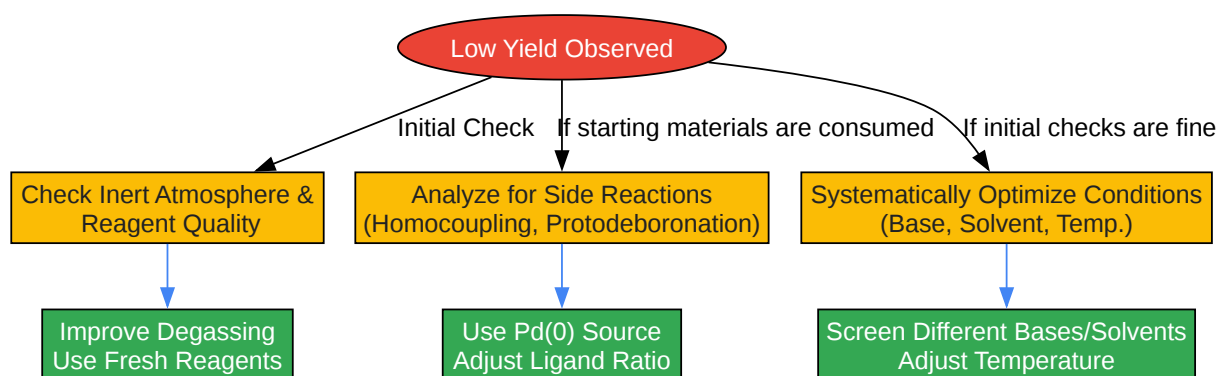 Low Yield Observed
Initial Check
If starting materials are consumed
If initial checks are fine
Check Inert Atmosphere &
Reagent Quality
Analyze for Side Reactions
(Homocoupling, Protodeboronation)
Systematically Optimize Conditions
(Base, Solvent, Temp.)
Improve Degassing
Use Fresh Reagents
Use Pd(0) Source
Adjust Ligand Ratio
Screen Different Bases/Solvents
Adjust Temperature